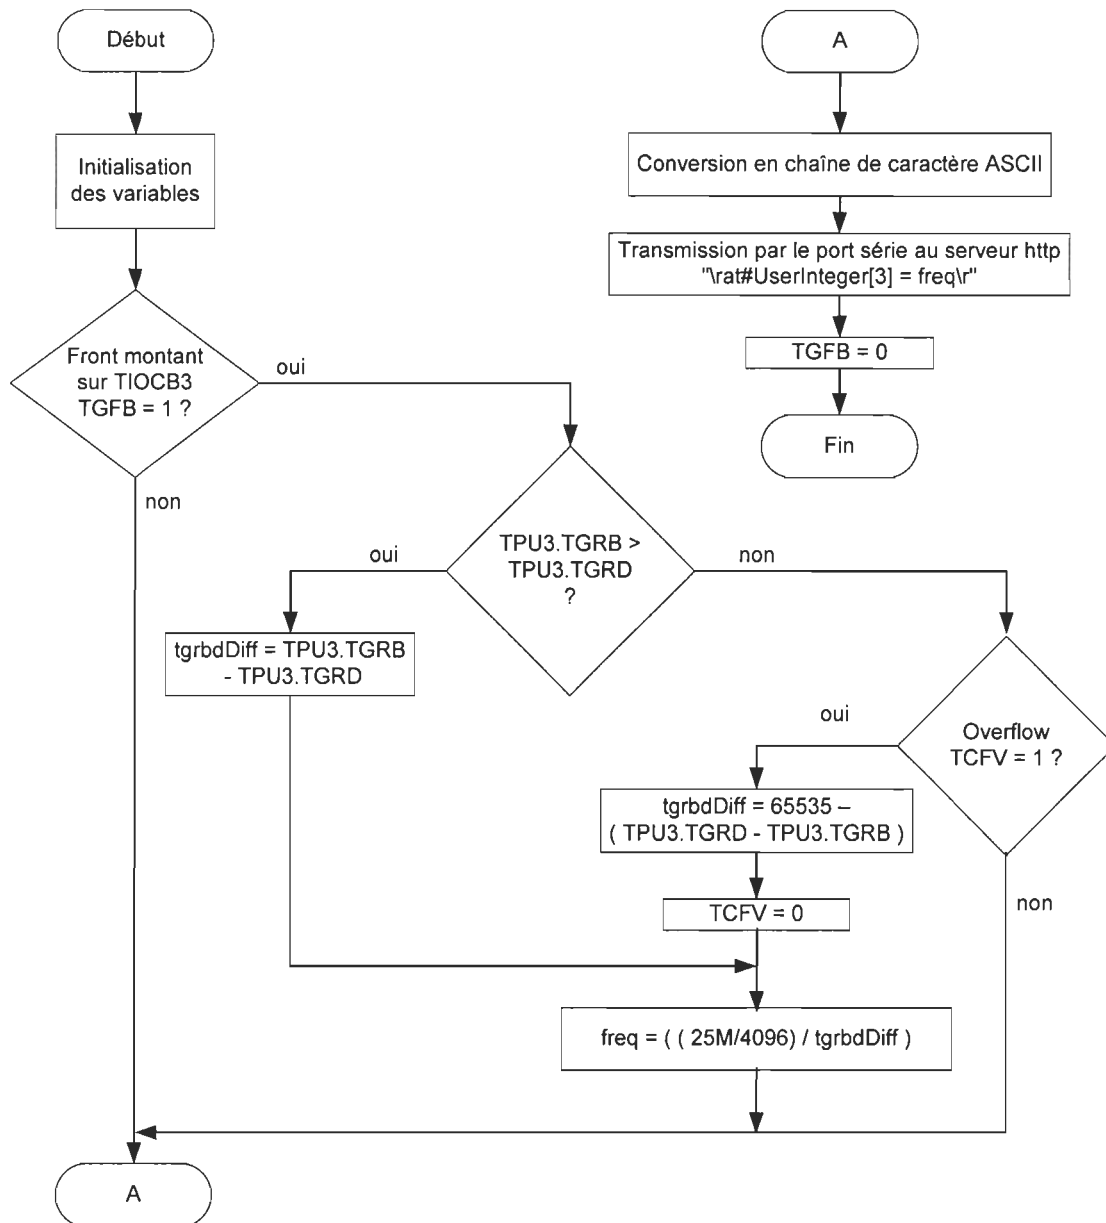 Début
Initialisation
des variables
Front montant
sur TIOCB3
TGFB = 1 ?
oui
non
TPU3.TGRB >
TPU3.TGRD
?
oui
non
tgrbdDiff = TPU3.TGRB
- TPU3.TGRD
Overflow
TCFV = 1 ?
oui
non
tgrbdDiff = 65535 –
( TPU3.TGRD - TPU3.TGRB )
TCFV = 0
freq = ( ( 25M/4096) / tgrbdDiff )
A
A
Conversion en chaîne de caractère ASCII
Transmission par le port série au serveur http
"\rat#UserInteger[3] = freq\r"
TGFB = 0
Fin